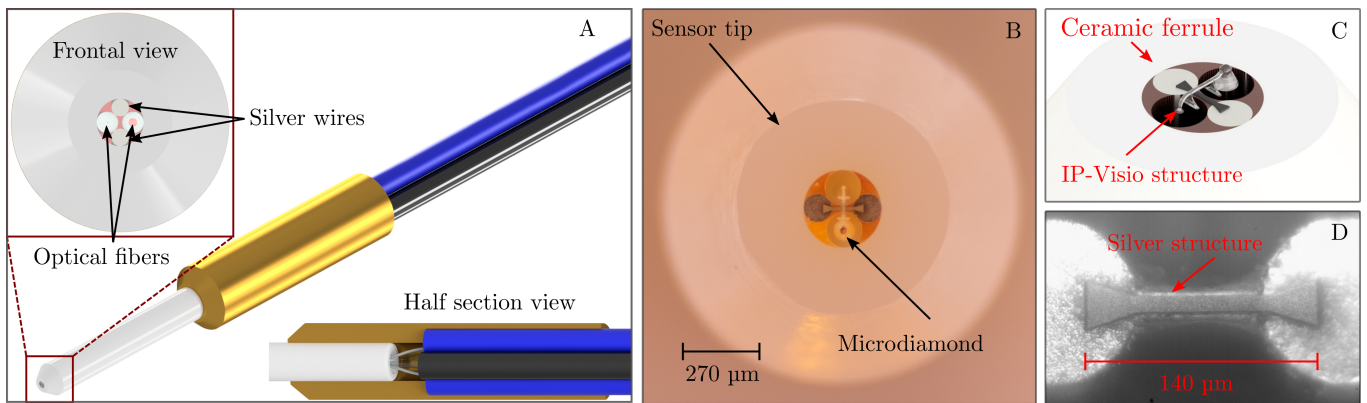 A
Frontal view
Silver wires
Optical fibers
Half section view
B
Sensor tip
Microdiamond
270 µm
C
Ceramic ferrule
IP-Visio structure
D
Silver structure
140 µm